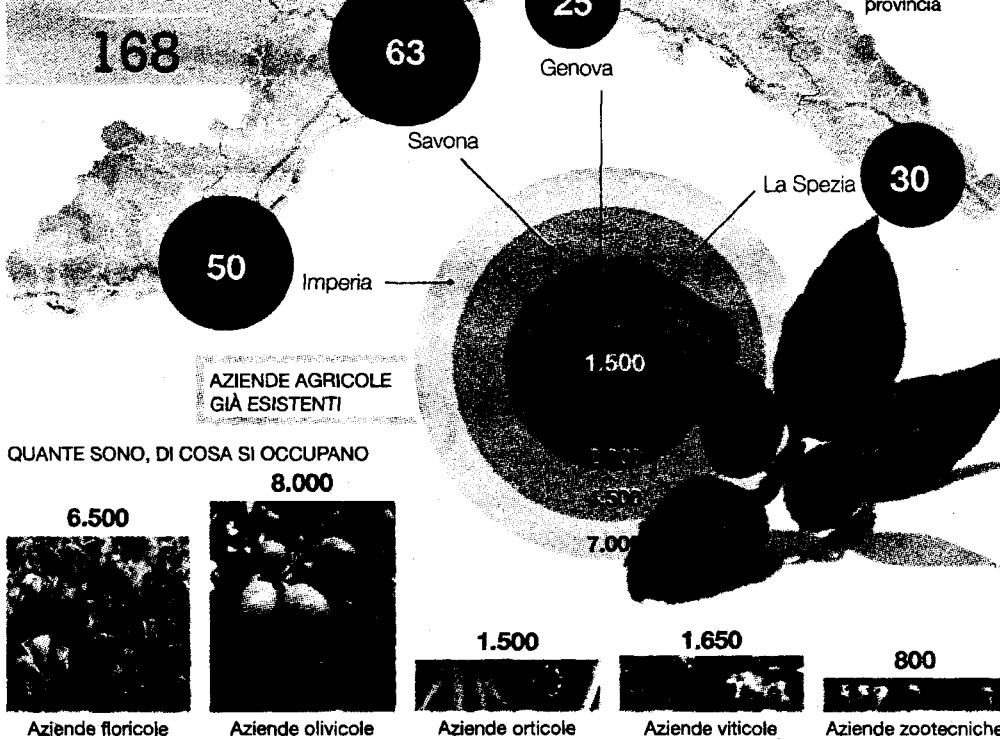 provincia
168
63
25
Genova
Savona
La Spezia
30
50
Imperia
1.500
AZIENDE AGRICOLE
GIÀ ESISTENTI
QUANTE SONO, DI COSA SI OCCUPANO
8.000
6.500
1.500
1.650
800
Aziende floricole
Aziende olivicole
Aziende orticole
Aziende viticole
Aziende zootecniche